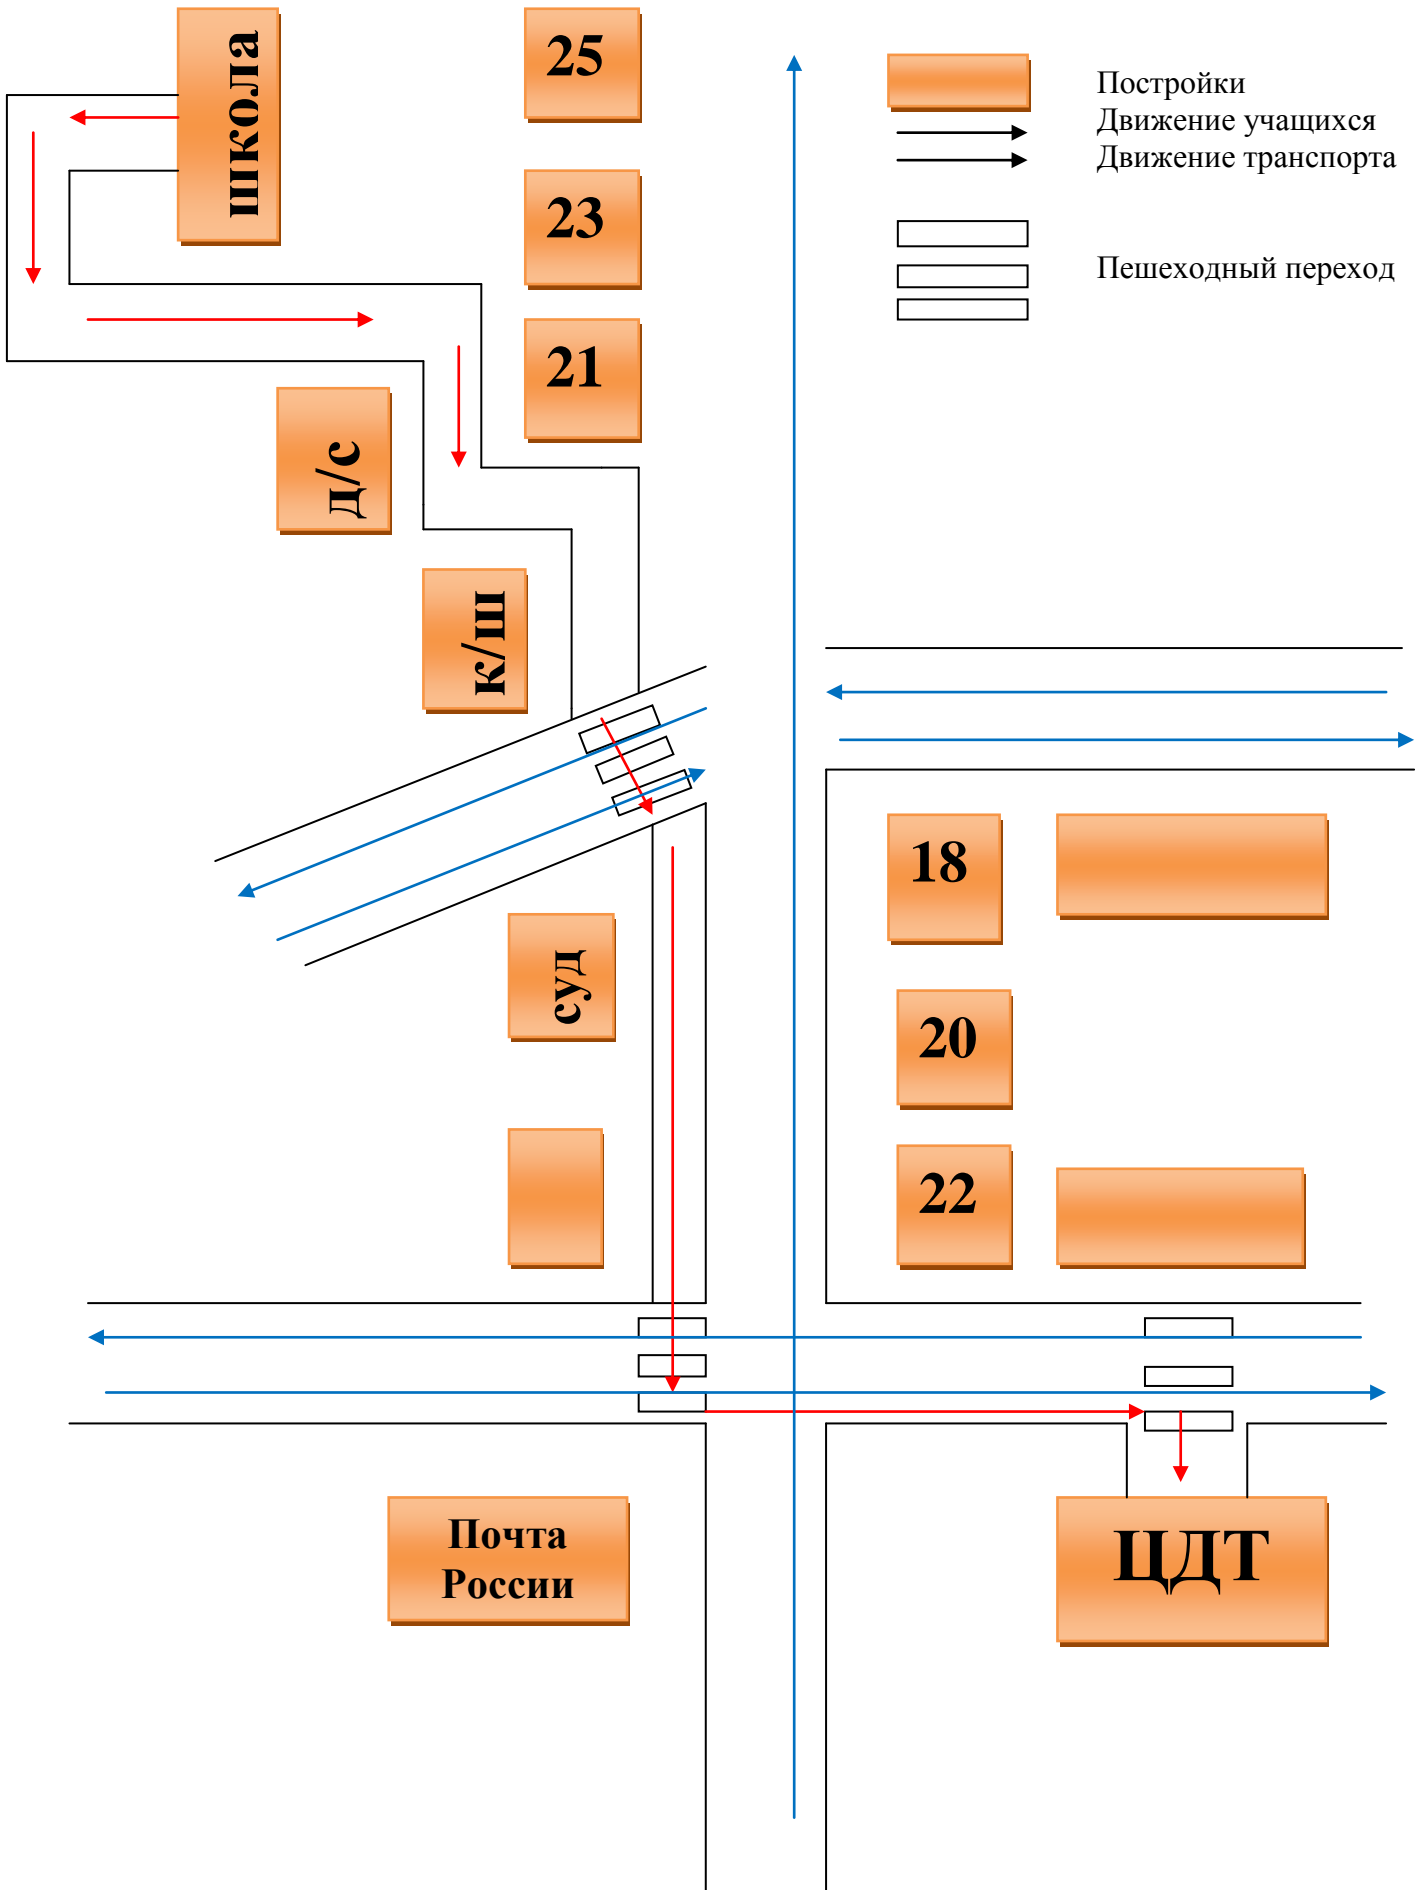 школа
25
Постройки
Движение учащихся
Движение транспорта
23
Пешеходный переход
21
д/с
к/ш
18
суд
20
22
Почта
России
ЦДТ